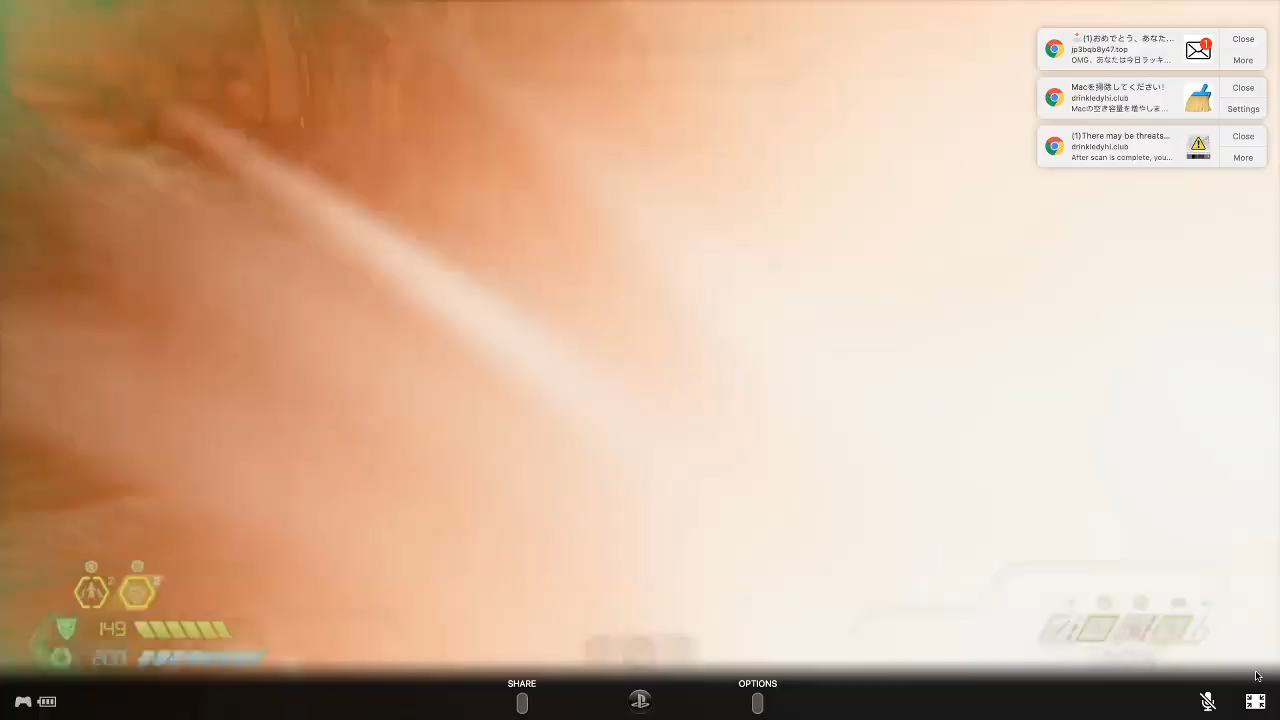 (1)おめでとう、あなた...
jp3bqb8y47.top
OMG、あなたは今日ラッキ...
Close
More
Macを掃除してください!
drinkledyhi.club
Macの空き容量を増やしま...
Close
Settings
(1)There may be threats...
drinkledyhi.club
After scan is complete, you...
Close
More
149
SHARE
OPTIONS